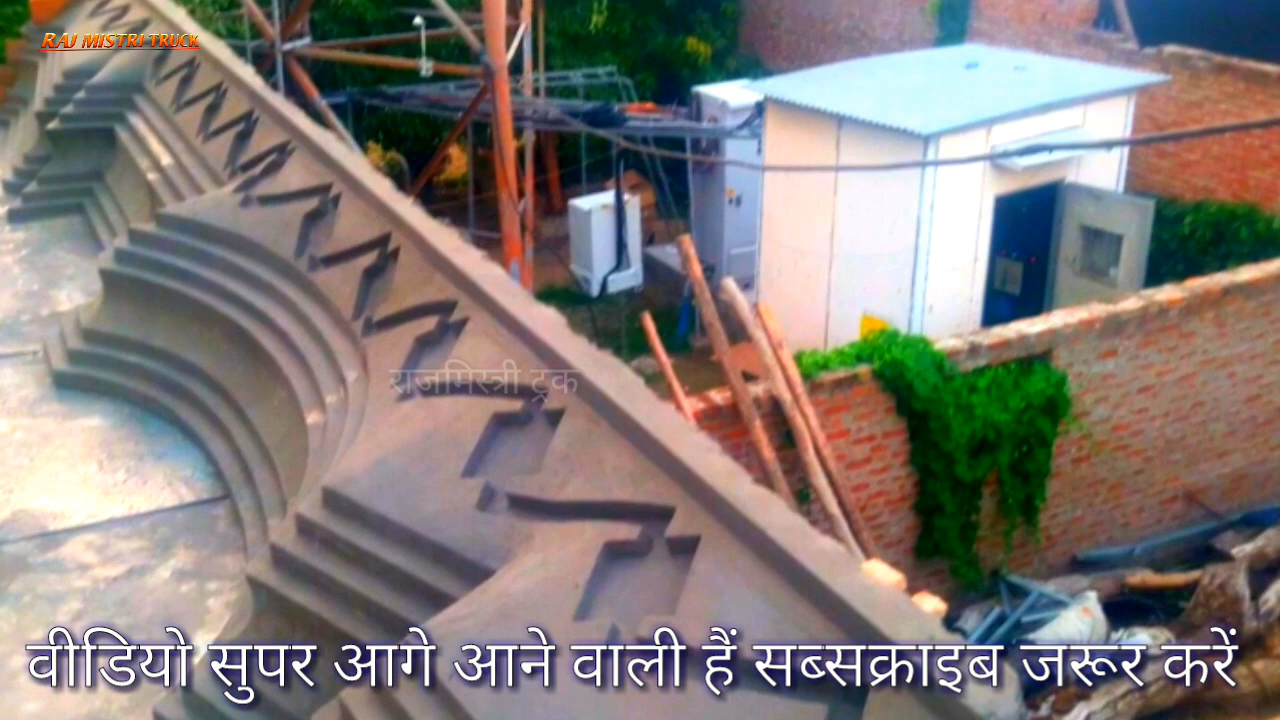 RAJ MISTRI TRUCK
राजमिस्त्री ट्रक
वीडियो सुपर आगे आने वाली हैं सब्सक्राइब जरूर करें